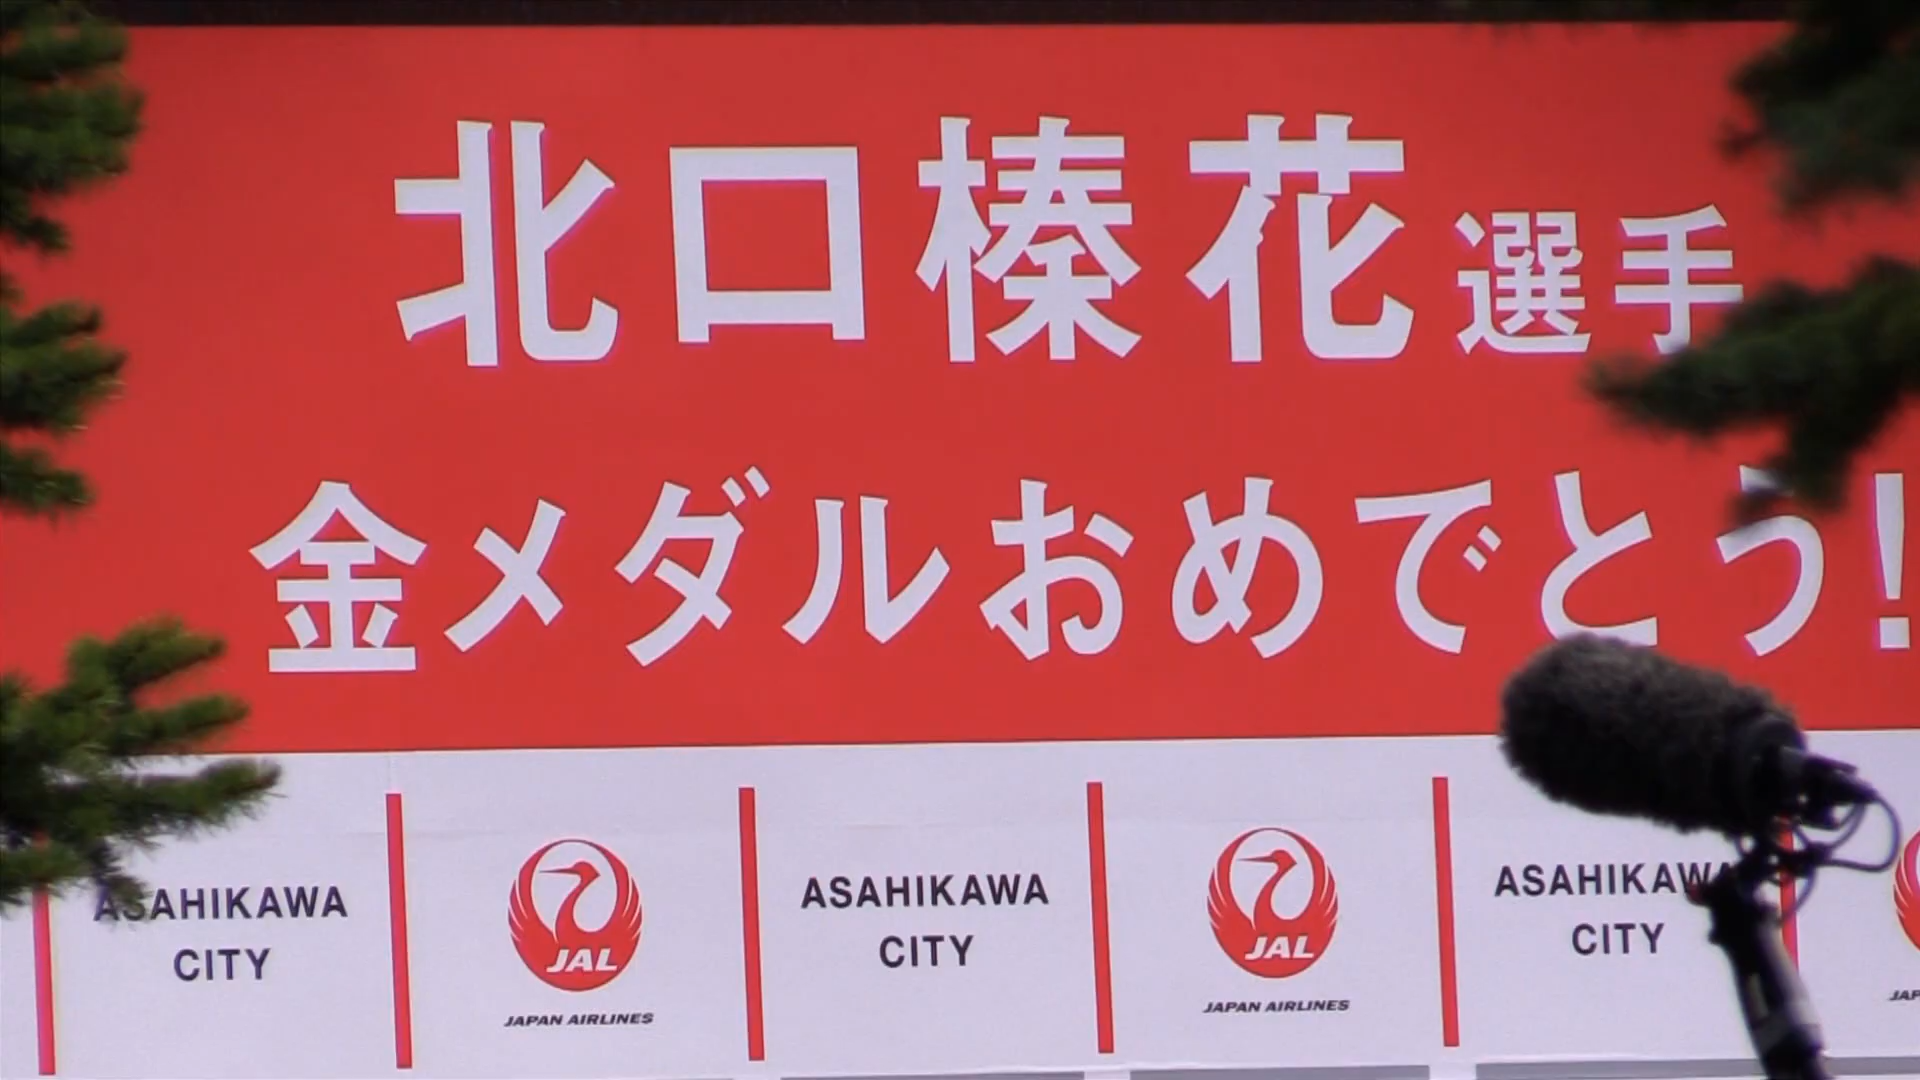 北口榛花選手
金メダルおめでとう!
ASAHIKAWA
CITY
JAL
JAPAN AIRLINES
ASAHIKAWA
CITY
JAL
JAPAN AIRLINES
ASAHIKAWA
CITY